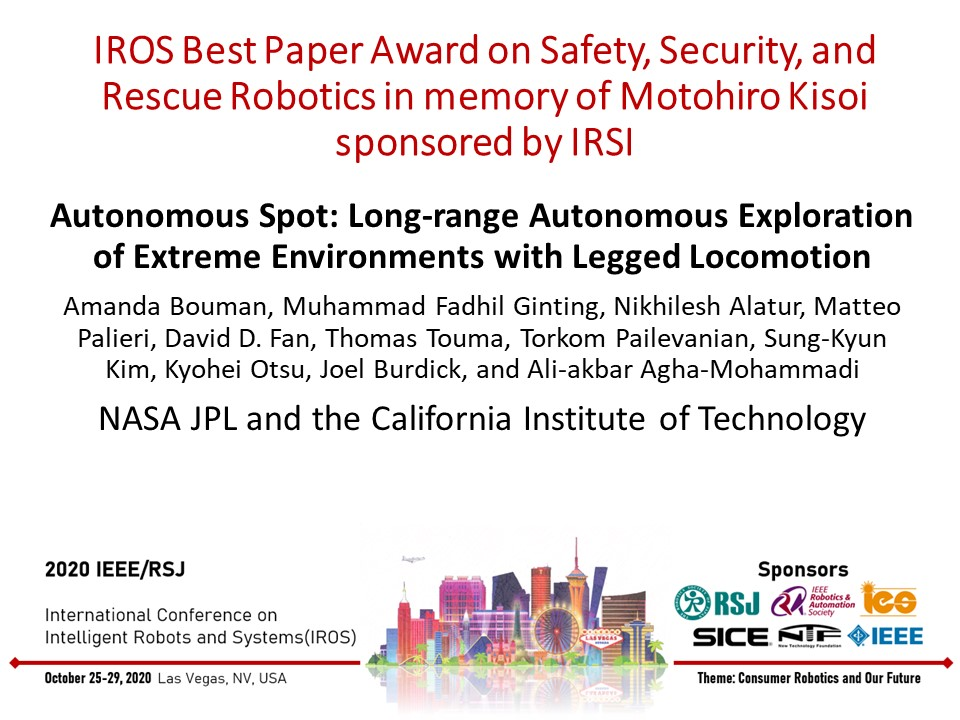 IROS Best Paper Award on Safety, Security, and
Rescue Robotics in memory of Motohiro Kisoi
sponsored by IRSI
Autonomous Spot: Long-range Autonomous Exploration
of Extreme Environments with Legged Locomotion
Amanda Bouman, Muhammad Fadhil Ginting, Nikhilesh Alatur, Matteo
Palieri, David D. Fan, Thomas Touma, Torkom Pailevanian, Sung-Kyun
Kim, Kyohei Otsu, Joel Burdick, and Ali-akbar Agha-Mohammadi
NASA JPL and the California Institute of Technology
2020 IEEE/RSJ
International Conference on
Intelligent Robots and Systems(IROS)
October 25-29, 2020 Las Vegas, NV, USA
LAS VEGAS
Sponsors
RSJ
IEEE
Robotics &
Automation
Society
ies
SICE
NTF
New Technology Foundation
IEEE
Theme: Consumer Robotics and Our Future